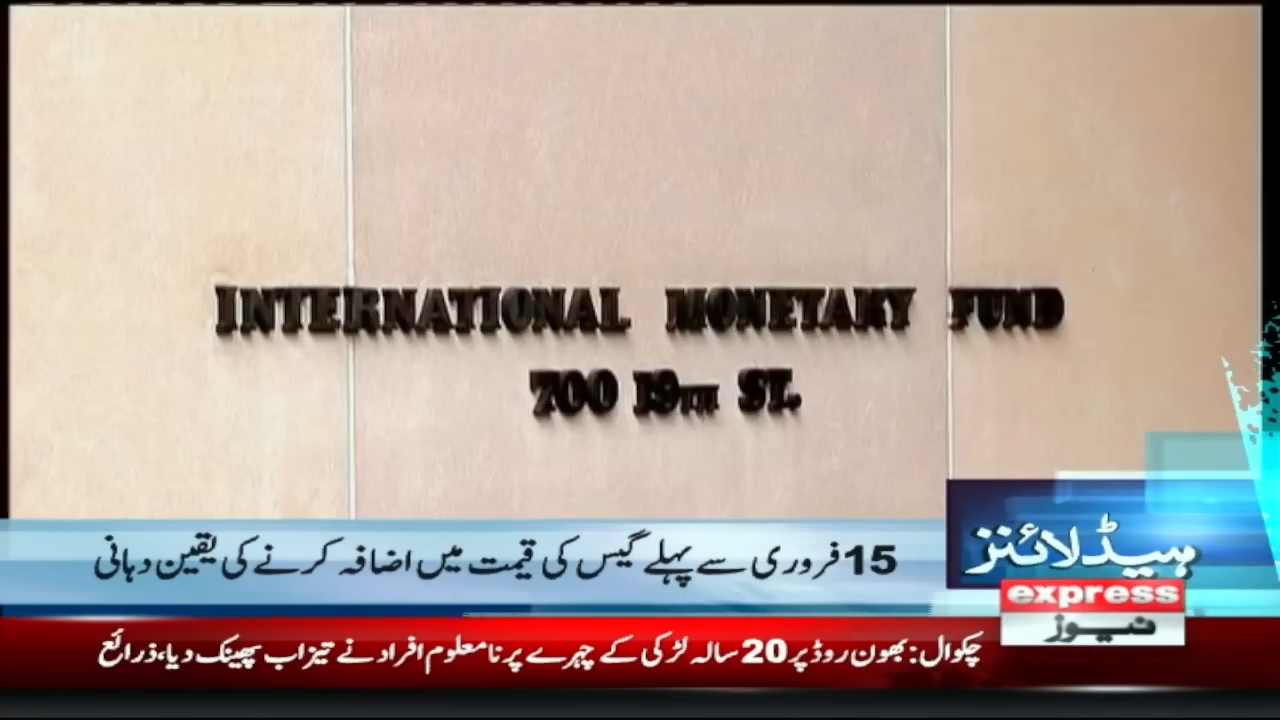 INTERNATIONAL MONETARY FUND
700 19TH ST.
15 فروری سے پہلے گیس کی قیمت میں اضافہ کرنے کی یقین دہانی
ہیڈلائنز
express
نیوز
چکوال: بھون روڈ پر 20 سالہ لڑکی کے چہرے پر نامعلوم افراد نے تیزاب پھینک دیا، ذرائع